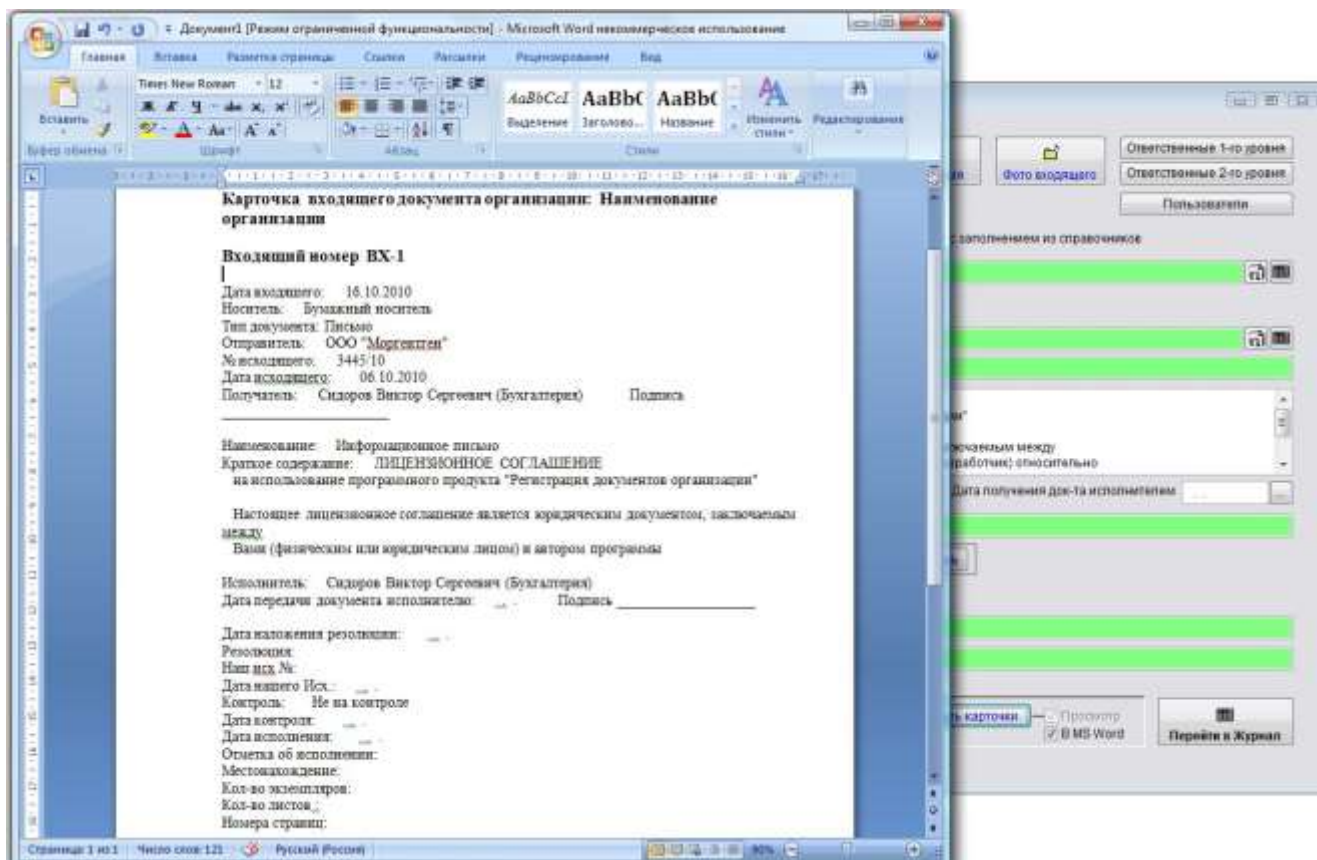 Документ1 [Режим ограниченной функциональности] - Microsoft Word некоммерческое использование
Главная Вставка Разметка страницы Ссылки Рассылки Рецензирование Вид
Times New Roman 12
AaBbCcI AaBbC AaBbC
Вставить
Выделение Заголово... Название
Изменить стили
Редактирование
Буфер обмена Шрифт Абзац Стили
Карточка входящего документа организации: Наименование
организации
Входящий номер ВХ-1
Дата входящего: 16.10.2010
Носитель: Бумажный носитель
Тип документа: Письмо
Отправитель: ООО "Моргентген"
№ исходящего: 3445/10
Дата исходящего: 06.10.2010
Получатель: Сидоров Виктор Сергеевич (Бухгалтерия) Подпись
Наименование: Информационное письмо
Краткое содержание: ЛИЦЕНЗИОННОЕ СОГЛАШЕНИЕ
на использование программного продукта "Регистрация документов организации"
Настоящее лицензионное соглашение является юридическим документом, заключаемым
между
Вами (физическим или юридическим лицом) и автором программы
Исполнитель: Сидоров Виктор Сергеевич (Бухгалтерия)
Дата передачи документа исполнителю: Подпись
Дата наложения резолюции:
Резолюция:
Наш исх №:
Дата нашего Исх.:
Контроль: Не на контроле
Дата контроля:
Дата исполнения:
Отметка об исполнении:
Местонахождение:
Кол-во экземпляров:
Кол-во листов.:
Номера страниц:
Страница: 1 из 1 Число слов: 121 Русский (Россия) 90%
Фото входящего
Ответственные 1-го уровня
Ответственные 2-го уровня
Пользователи
с заполнением из справочников
ключаемым между
работчик) относительно
Дата получения док-та исполнителем
ть карточки
Просмотр
В MS Word
Перейти в Журнал